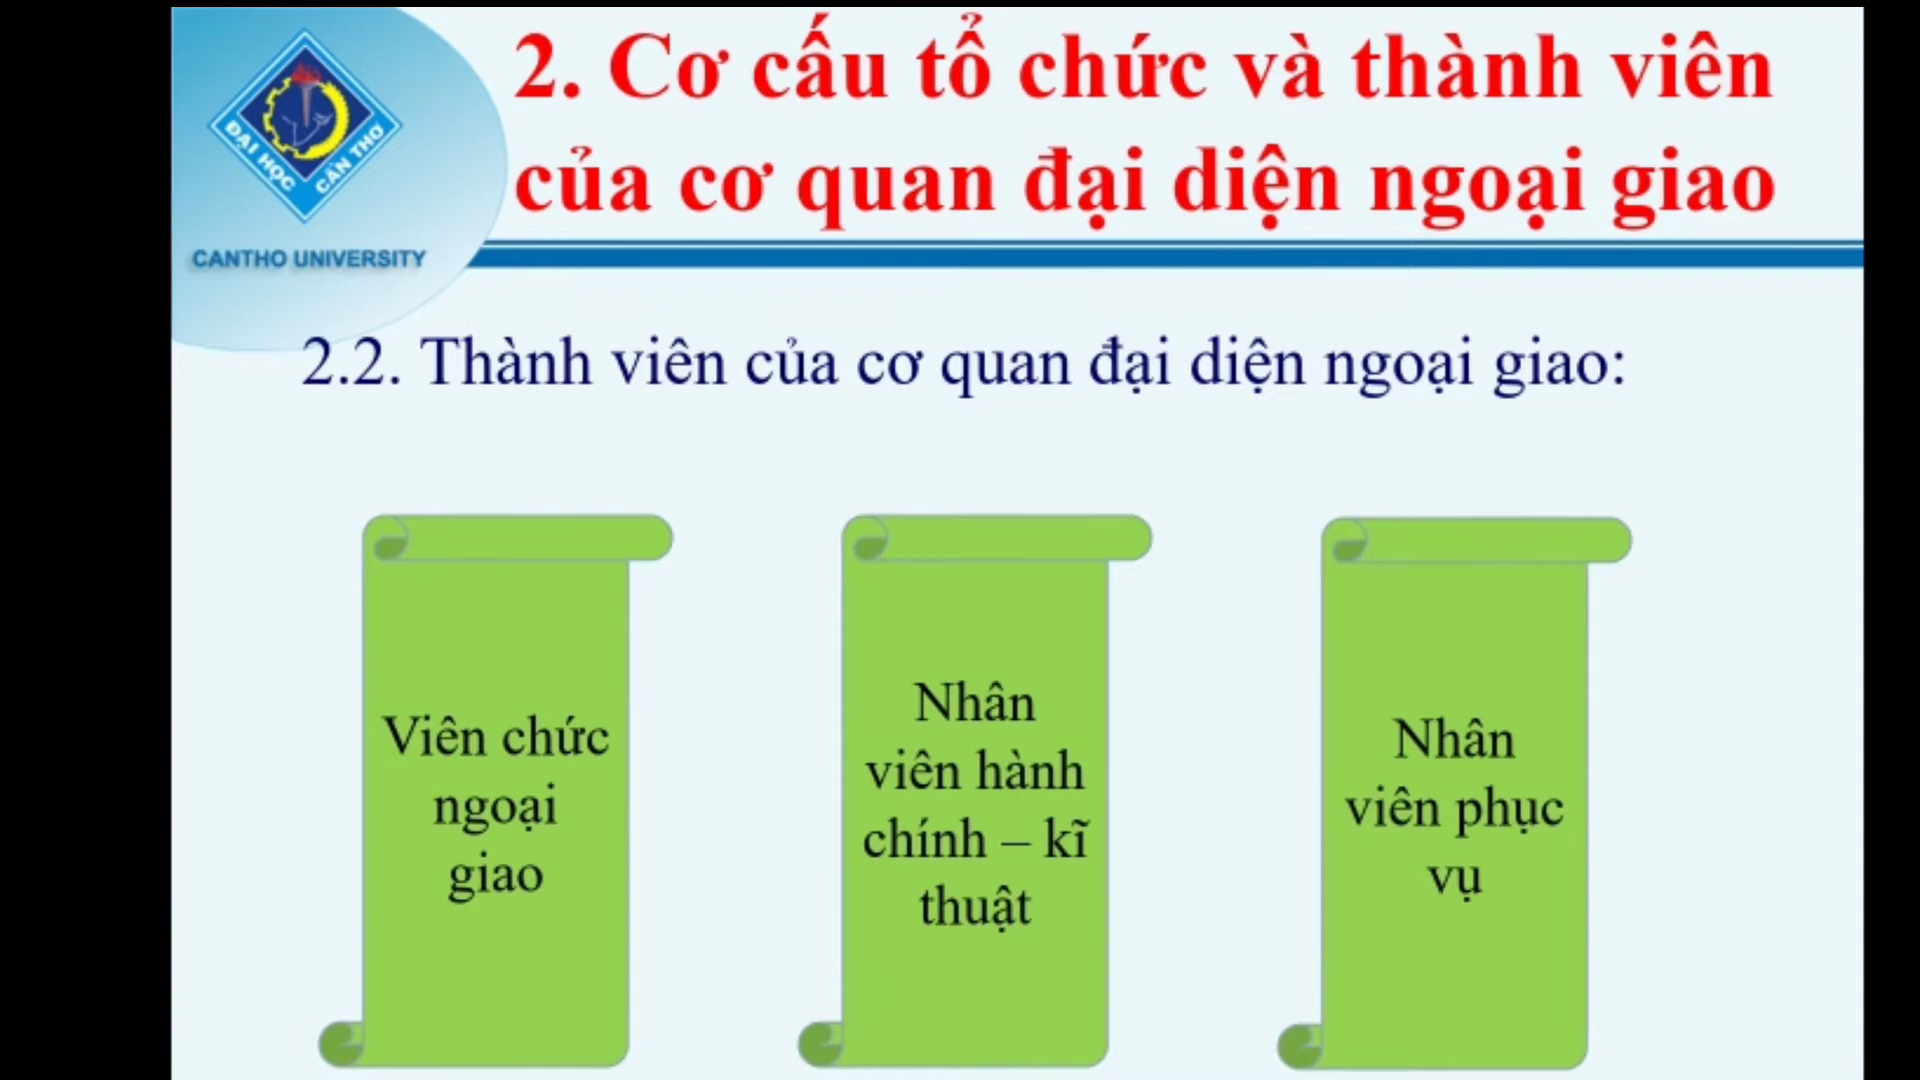 2. Cơ cấu tổ chức và thành viên
của cơ quan đại diện ngoại giao
ĐẠI HỌC
CẦN THƠ
CANTHO UNIVERSITY
2.2. Thành viên của cơ quan đại diện ngoại giao:
Viên chức
ngoại
giao
Nhân
viên hành
chính – kĩ
thuật
Nhân
viên phục
vụ